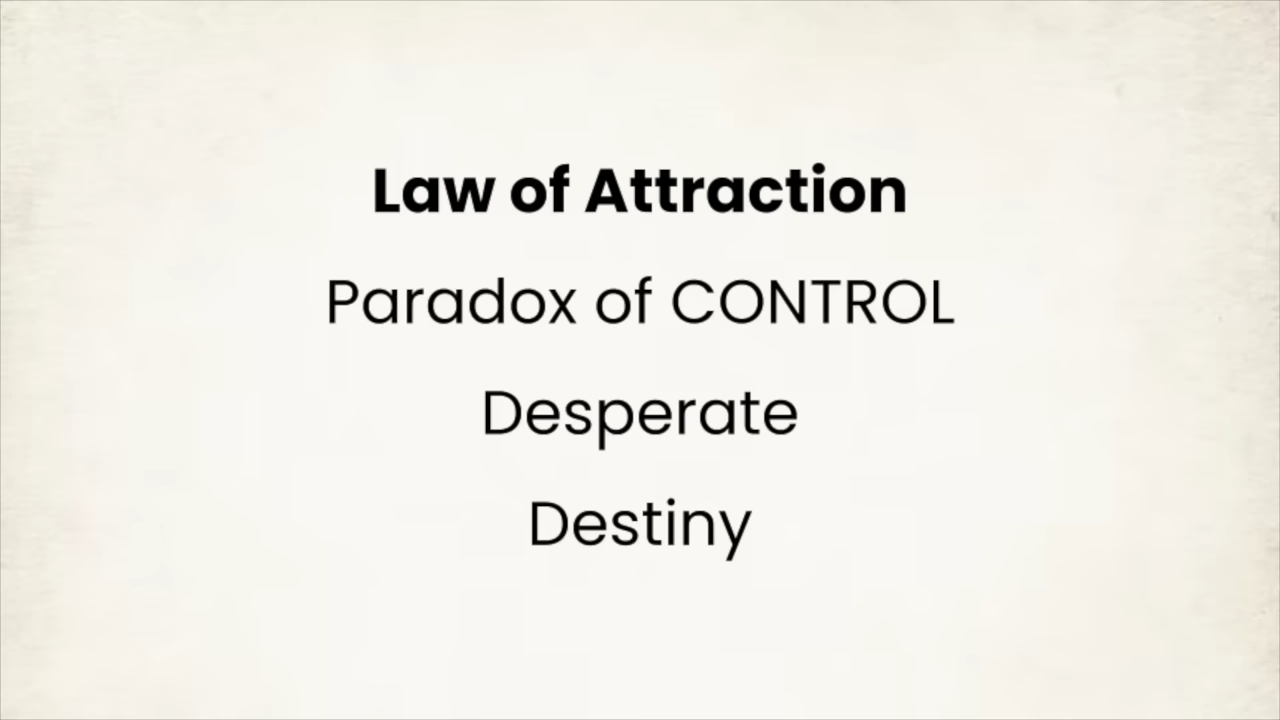 Law of Attraction
Paradox of CONTROL
Desperate
Destiny